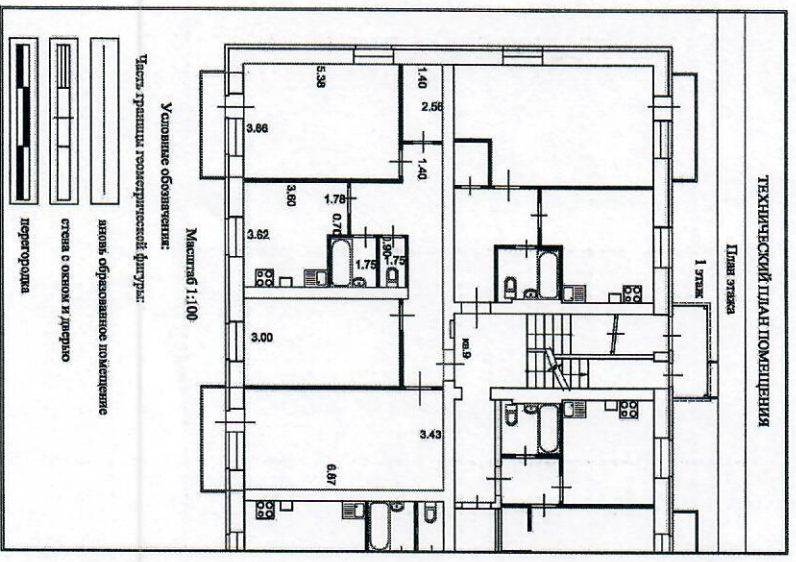 ТЕХНИЧЕСКИЙ ПЛАН ПОМЕЩЕНИЯ
План этажа
1 этаж
1.40
2.56
5.38
3.86
1.40
1.78
3.60
0.70
3.62
0.90
1.75
1.75
3.00
кв.9
3.43
6.87
Масштаб 1:100
Условные обозначения:
Часть границы геометрической фигуры:
вновь образованное помещение
стена с окном и дверью
перегородка